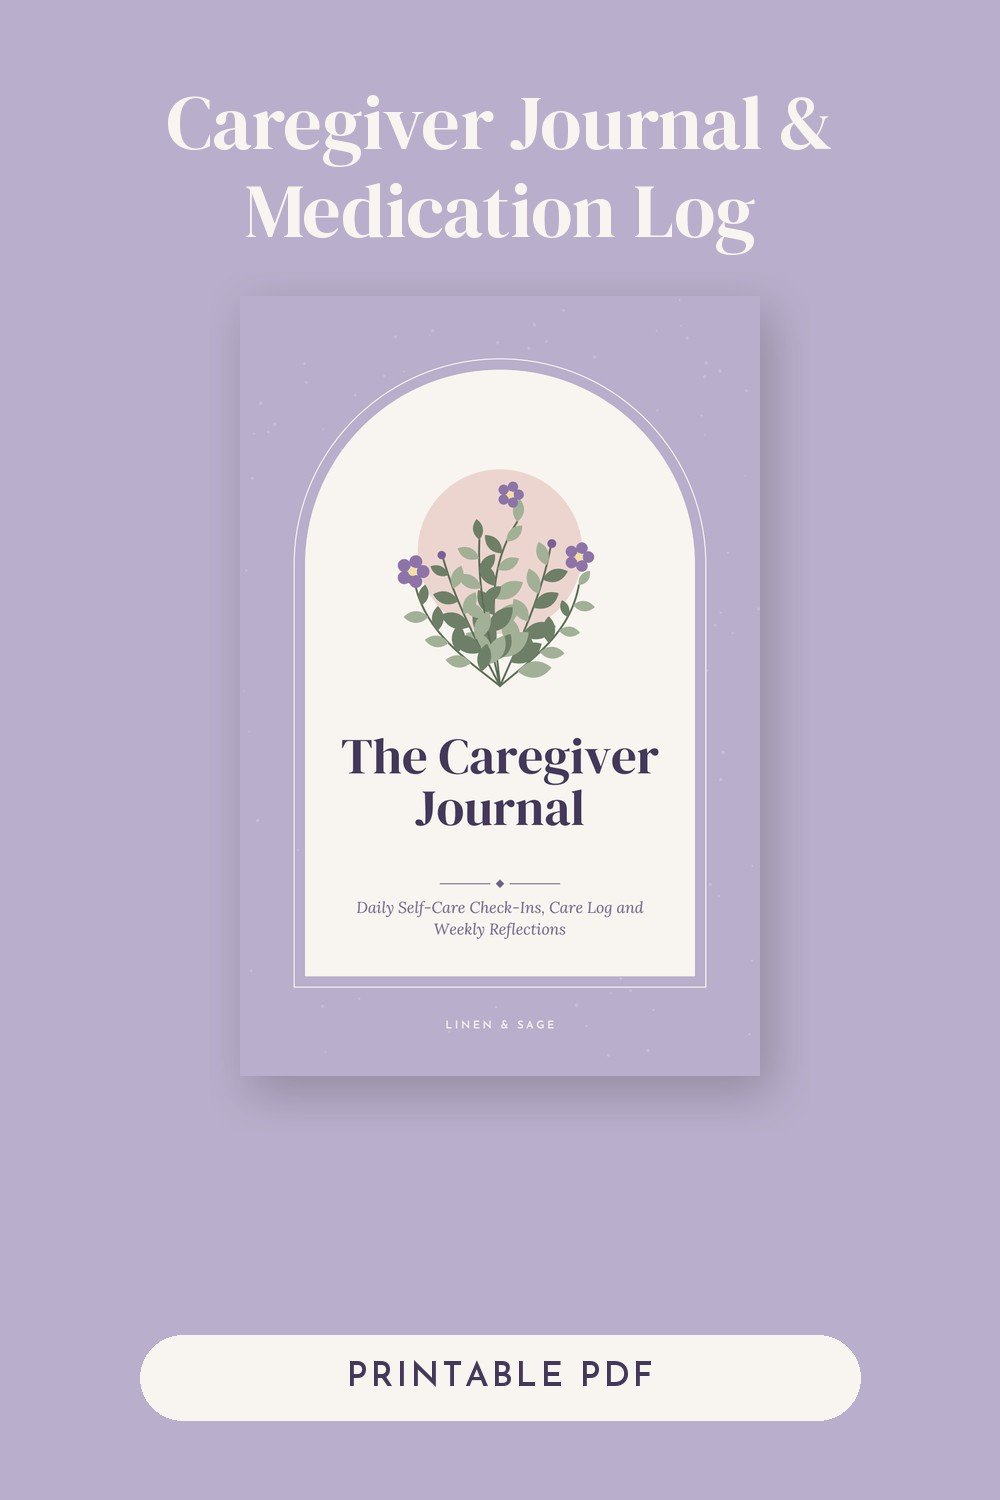 Caregiver Journal &
Medication Log
The Caregiver
Journal
Daily Self-Care Check-Ins, Care Log and
Weekly Reflections
LINEN & SAGE
PRINTABLE PDF